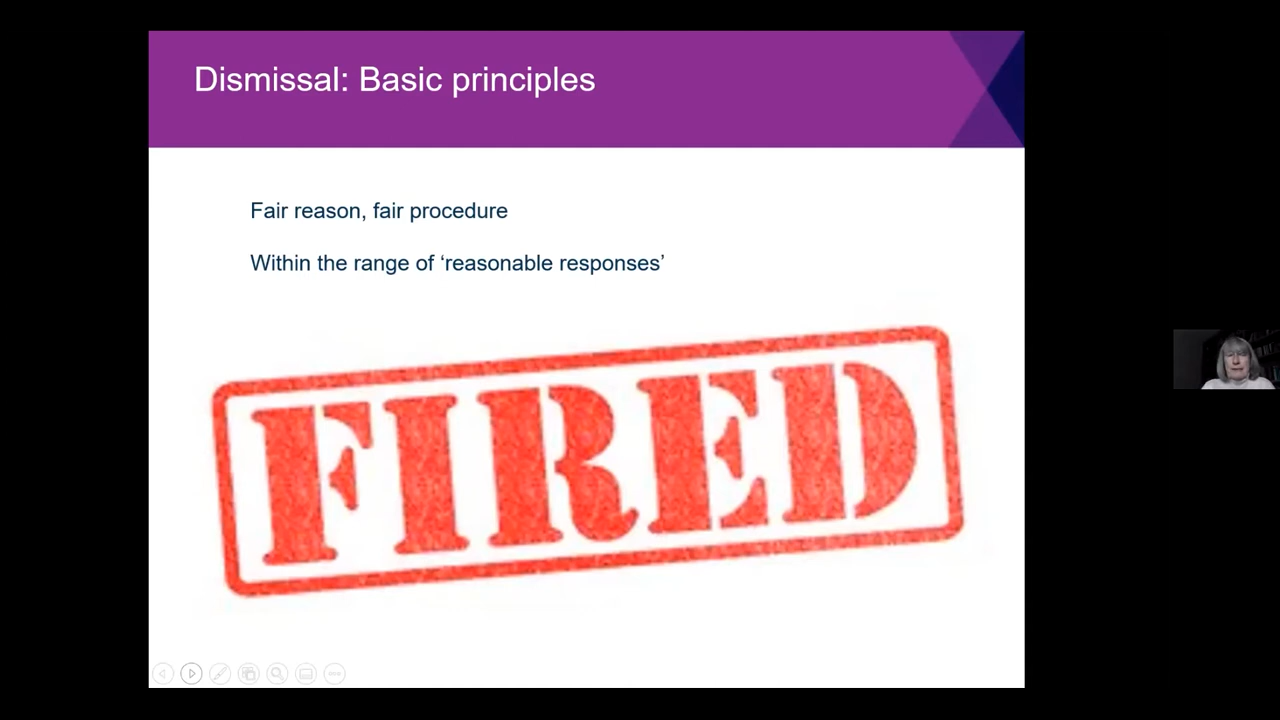 Dismissal: Basic principles
Fair reason, fair procedure
Within the range of ‘reasonable responses’
FIRED